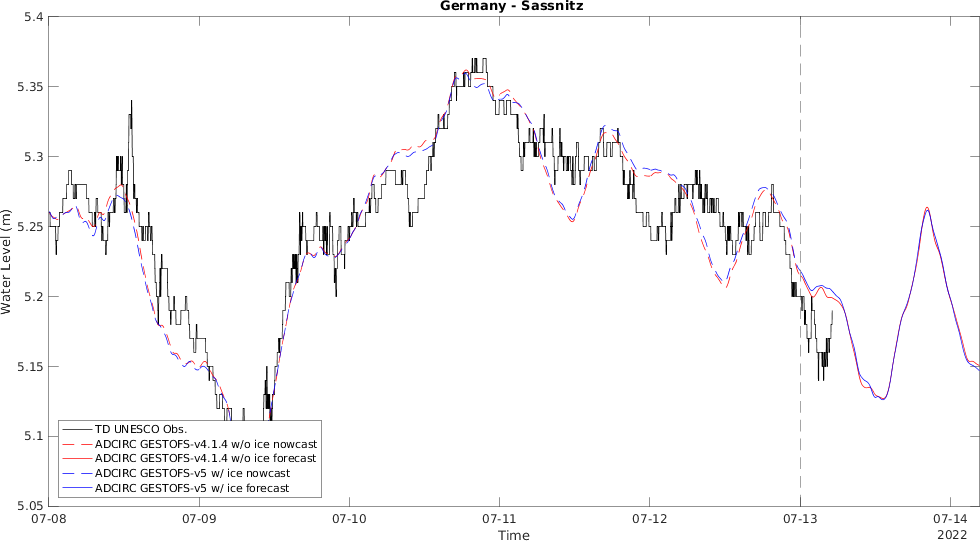 Germany - Sassnitz
5.4
5.35
5.3
5.25
5.2
5.15
5.1
5.05
Water Level (m)
TD UNESCO Obs.
ADCIRC GESTOFS-v4.1.4 w/o ice nowcast
ADCIRC GESTOFS-v4.1.4 w/o ice forecast
ADCIRC GESTOFS-v5 w/ ice nowcast
ADCIRC GESTOFS-v5 w/ ice forecast
07-08 07-09 07-10 07-11 07-12 07-13 07-14
Time
2022